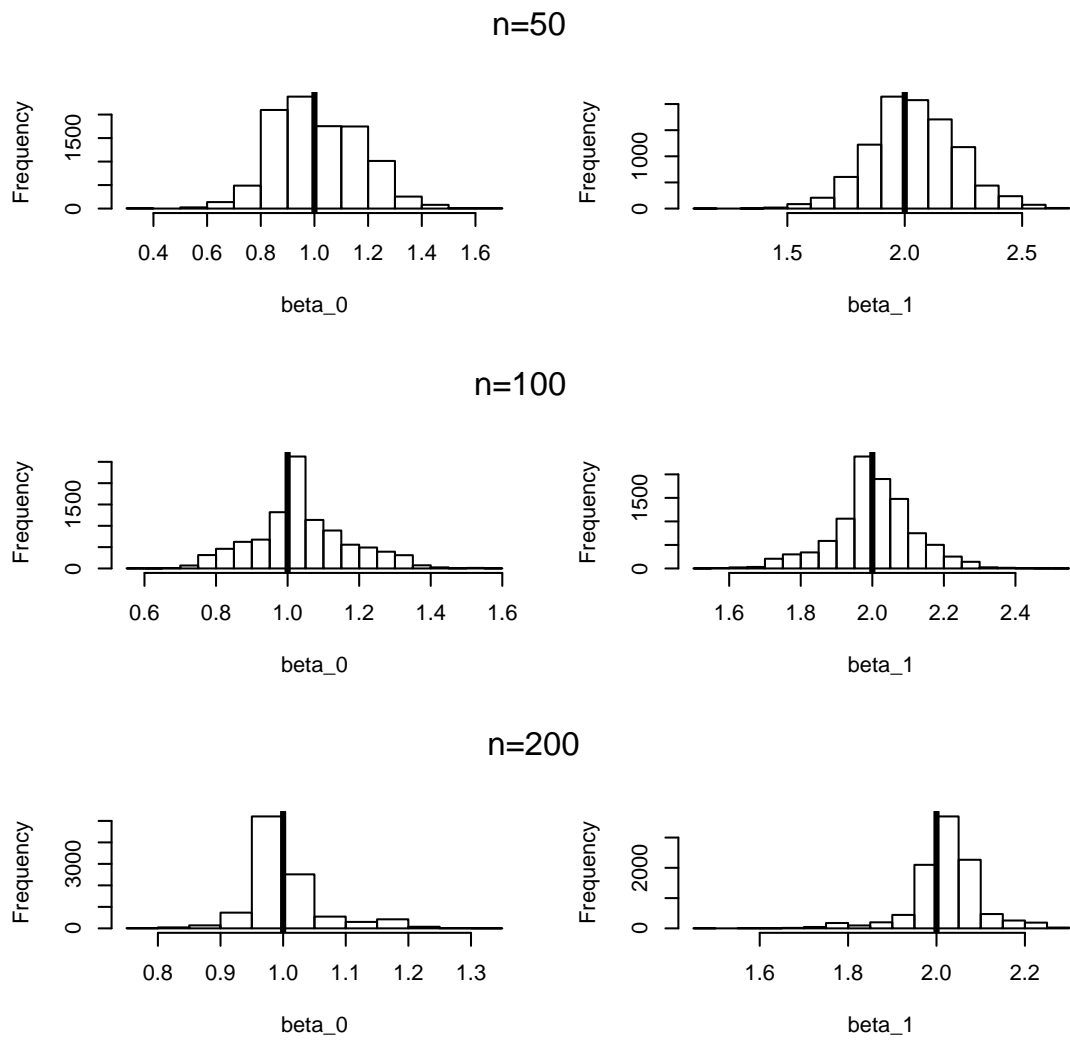 n=50
Frequency
0 1500
0.4 0.6 0.8 1.0 1.2 1.4 1.6
beta_0
Frequency
0 1000
1.5 2.0 2.5
beta_1
n=100
Frequency
0 1500
0.6 0.8 1.0 1.2 1.4 1.6
beta_0
Frequency
0 1500
1.6 1.8 2.0 2.2 2.4
beta_1
n=200
Frequency
0 3000
0.8 0.9 1.0 1.1 1.2 1.3
beta_0
Frequency
0 2000
1.6 1.8 2.0 2.2
beta_1